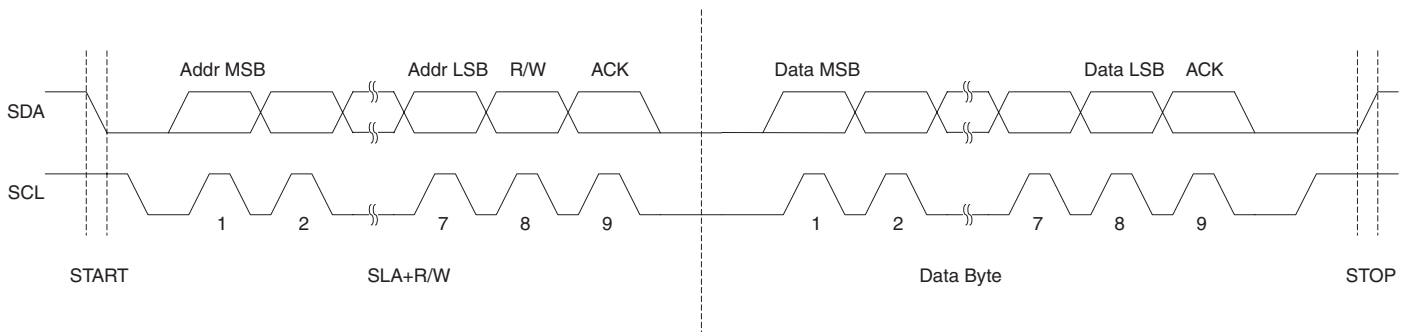 Addr MSB Addr LSB R/W ACK Data MSB Data LSB ACK
SDA
SCL
1 2 7 8 9 1 2 7 8 9
START SLA+R/W Data Byte STOP